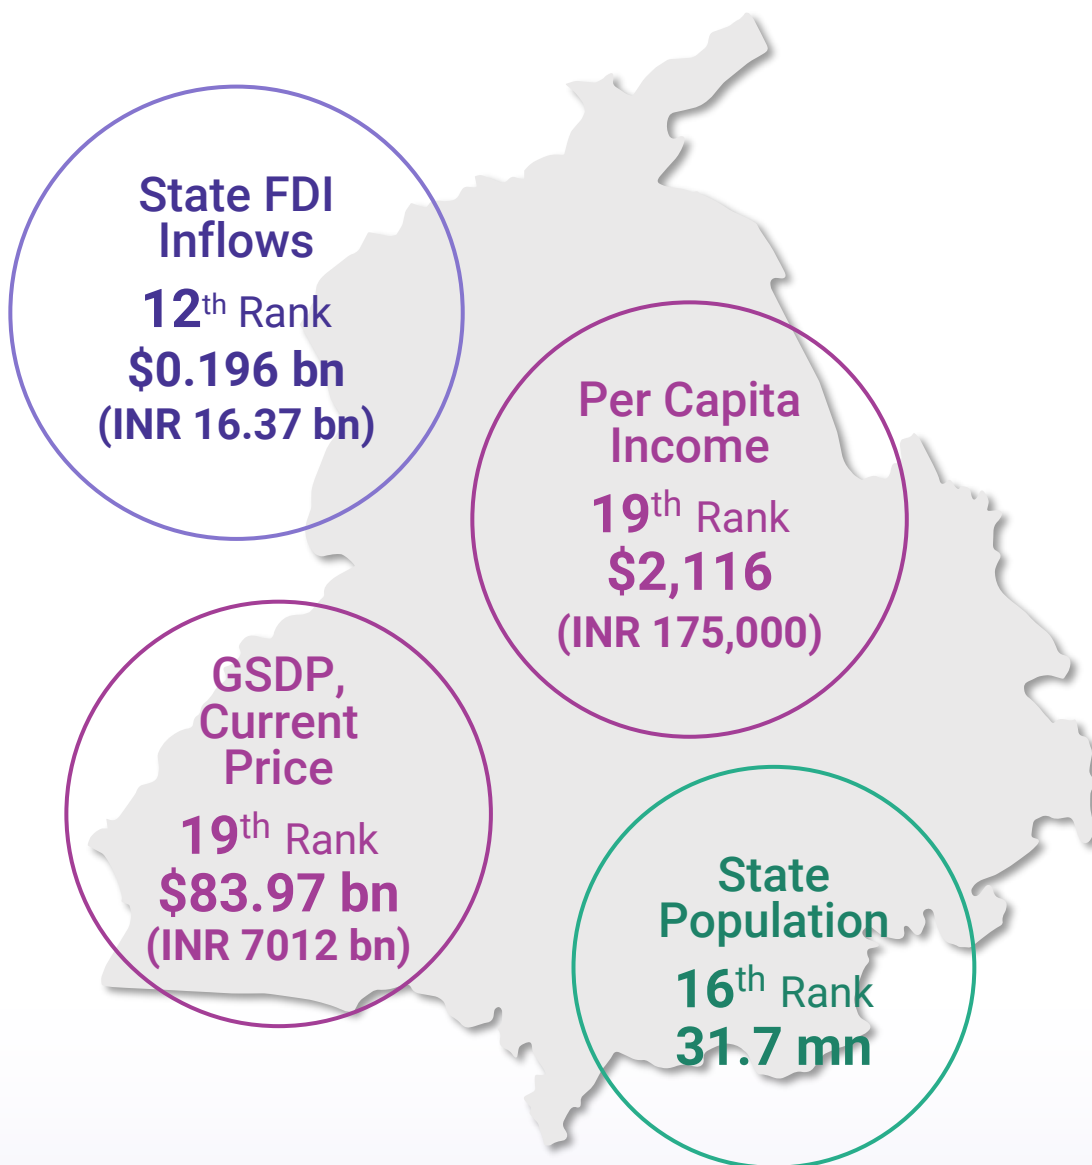 State FDI
Inflows
12th Rank
$0.196 bn
(INR 16.37 bn)
Per Capita
Income
19th Rank
$2,116
(INR 175,000)
GSDP,
Current
Price
19th Rank
$83.97 bn
(INR 7012 bn)
State
Population
16th Rank
31.7 mn